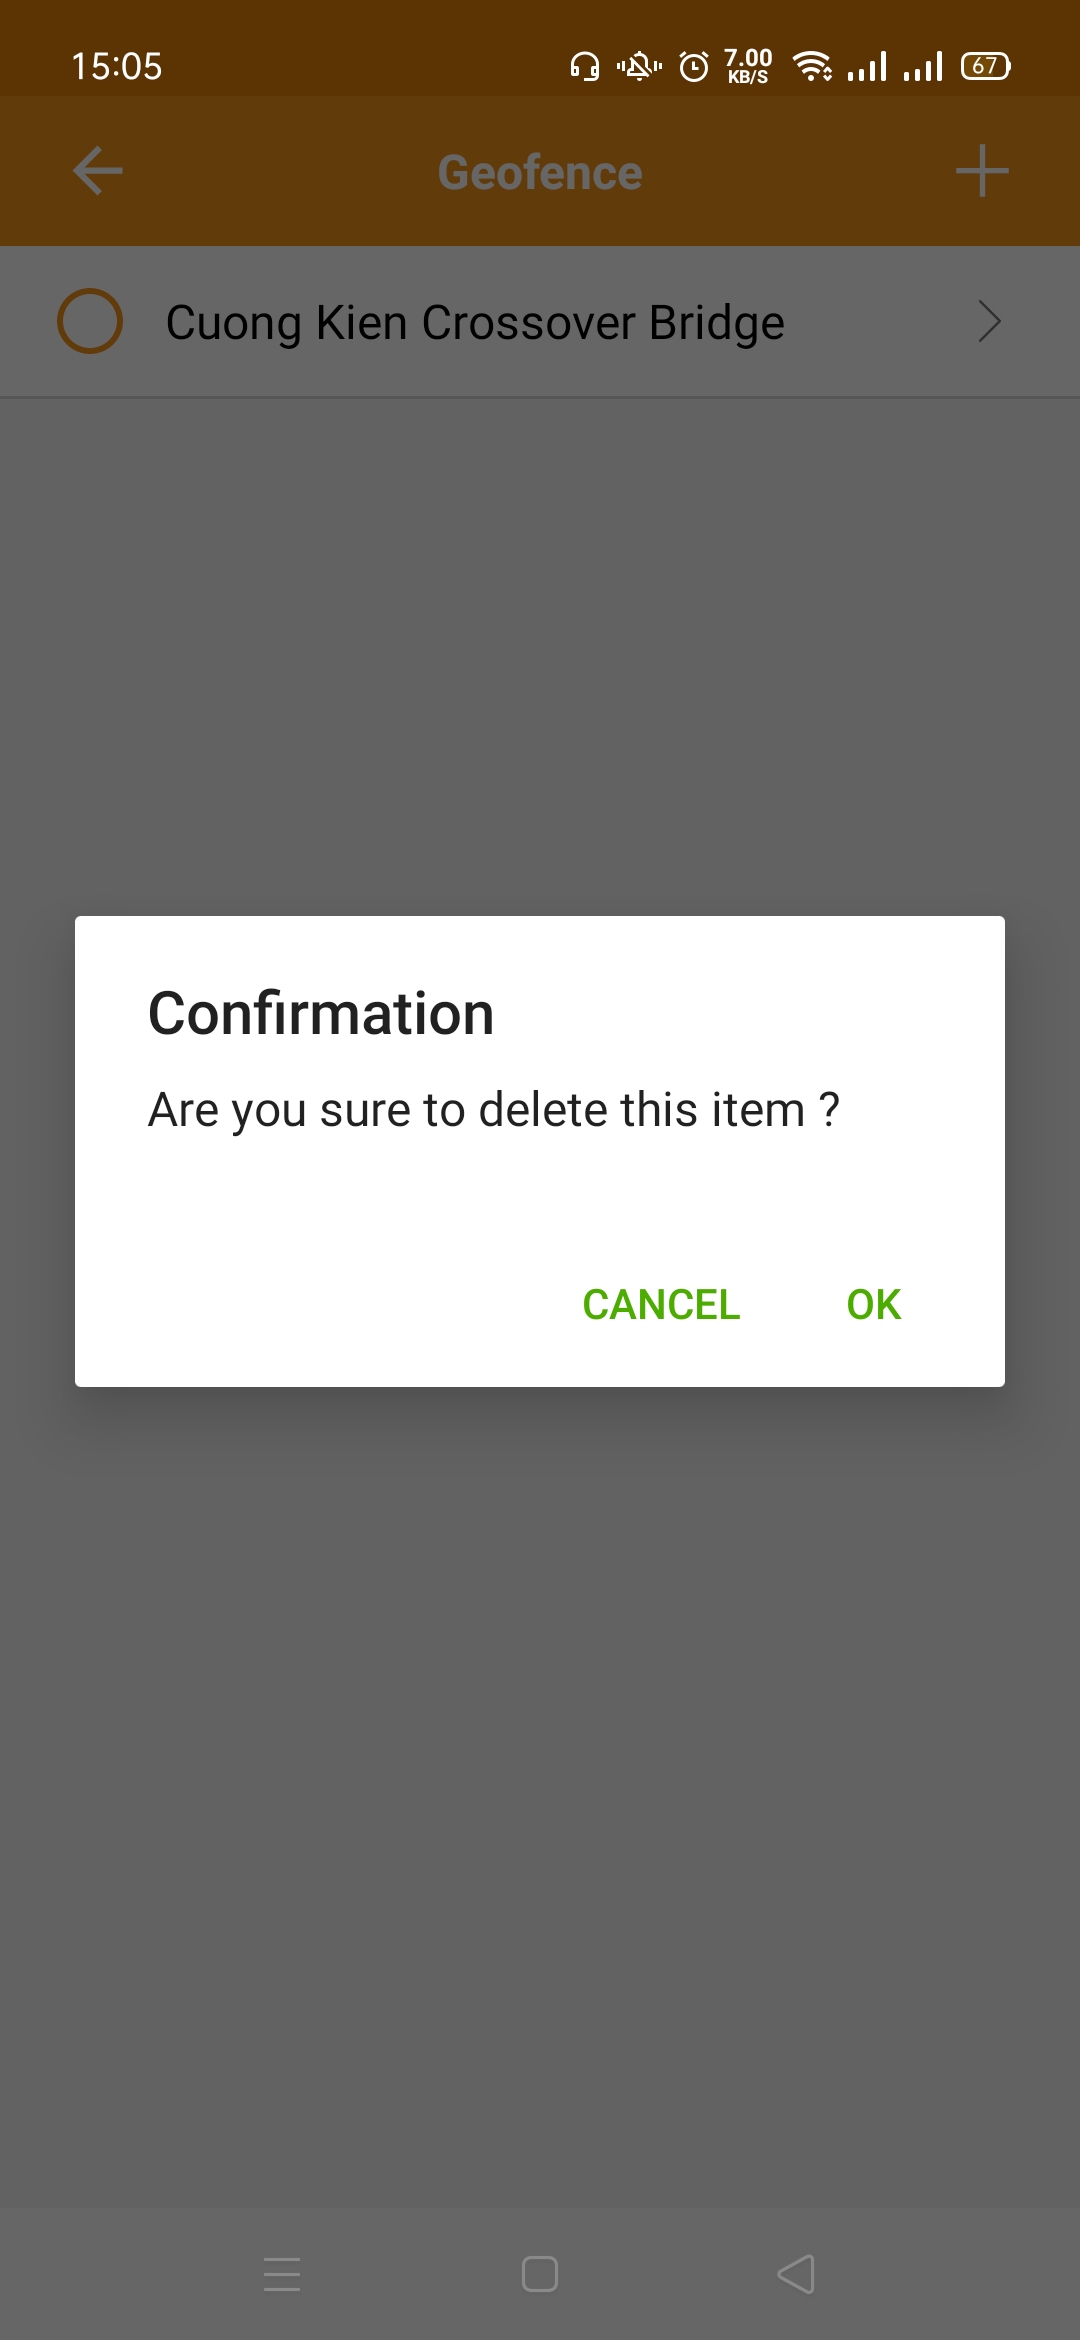 15:05
7.00
KB/S
67
Geofence
Cuong Kien Crossover Bridge
Confirmation
Are you sure to delete this item ?
CANCEL OK